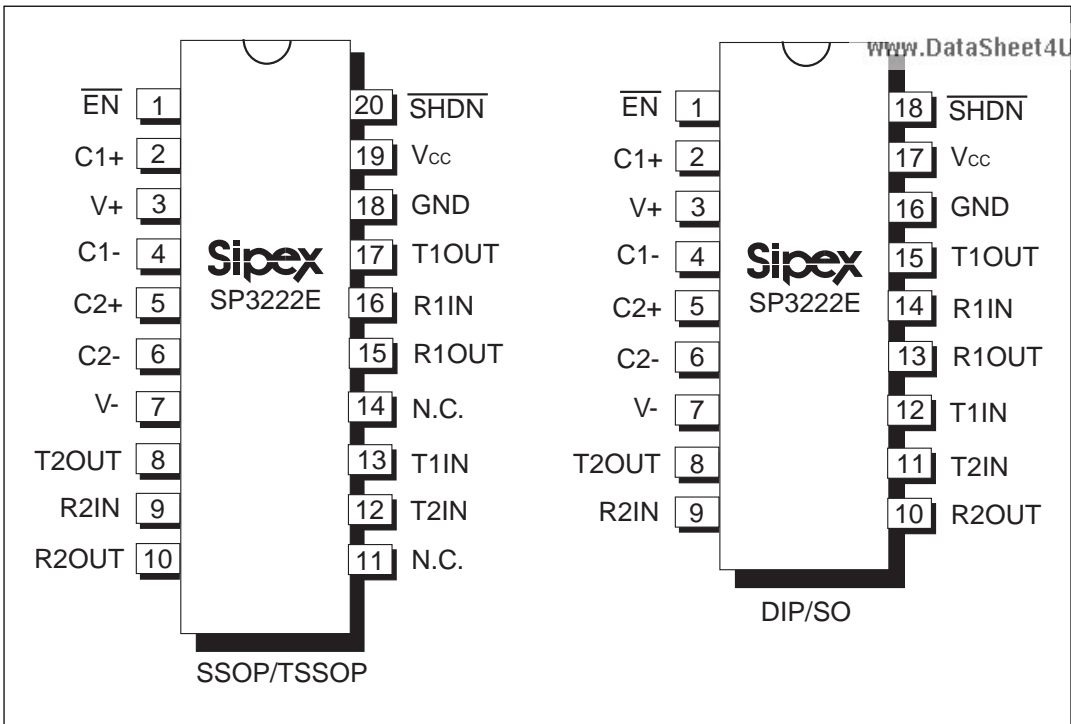 www.DataSheet4U
EN 1
C1+ 2
V+ 3
C1- 4
C2+ 5
C2- 6
V- 7
T2OUT 8
R2IN 9
R2OUT 10
20 SHDN
19 Vcc
18 GND
17 T1OUT
16 R1IN
15 R1OUT
14 N.C.
13 T1IN
12 T2IN
11 N.C.
Sipex
SP3222E
SSOP/TSSOP
EN 1
C1+ 2
V+ 3
C1- 4
C2+ 5
C2- 6
V- 7
T2OUT 8
R2IN 9
18 SHDN
17 Vcc
16 GND
15 T1OUT
14 R1IN
13 R1OUT
12 T1IN
11 T2IN
10 R2OUT
Sipex
SP3222E
DIP/SO